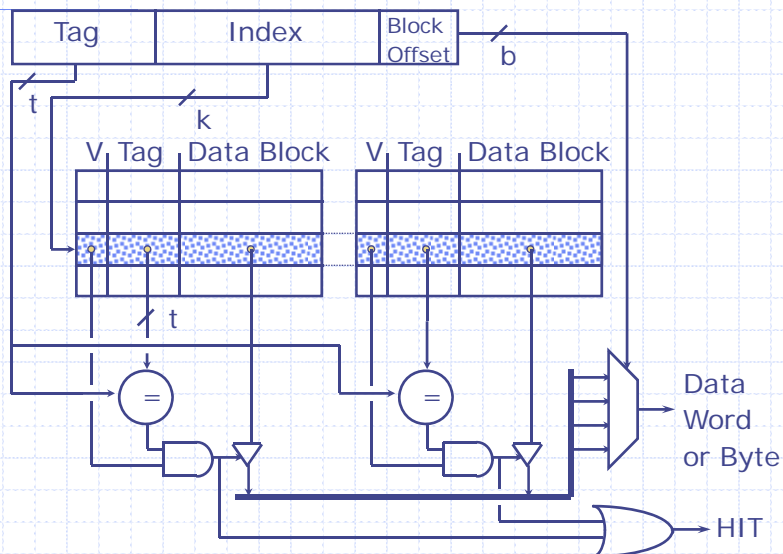 Tag Index Block
Offset
b
t
k
V Tag Data Block V Tag Data Block
t
= =
Data
Word
or Byte
HIT